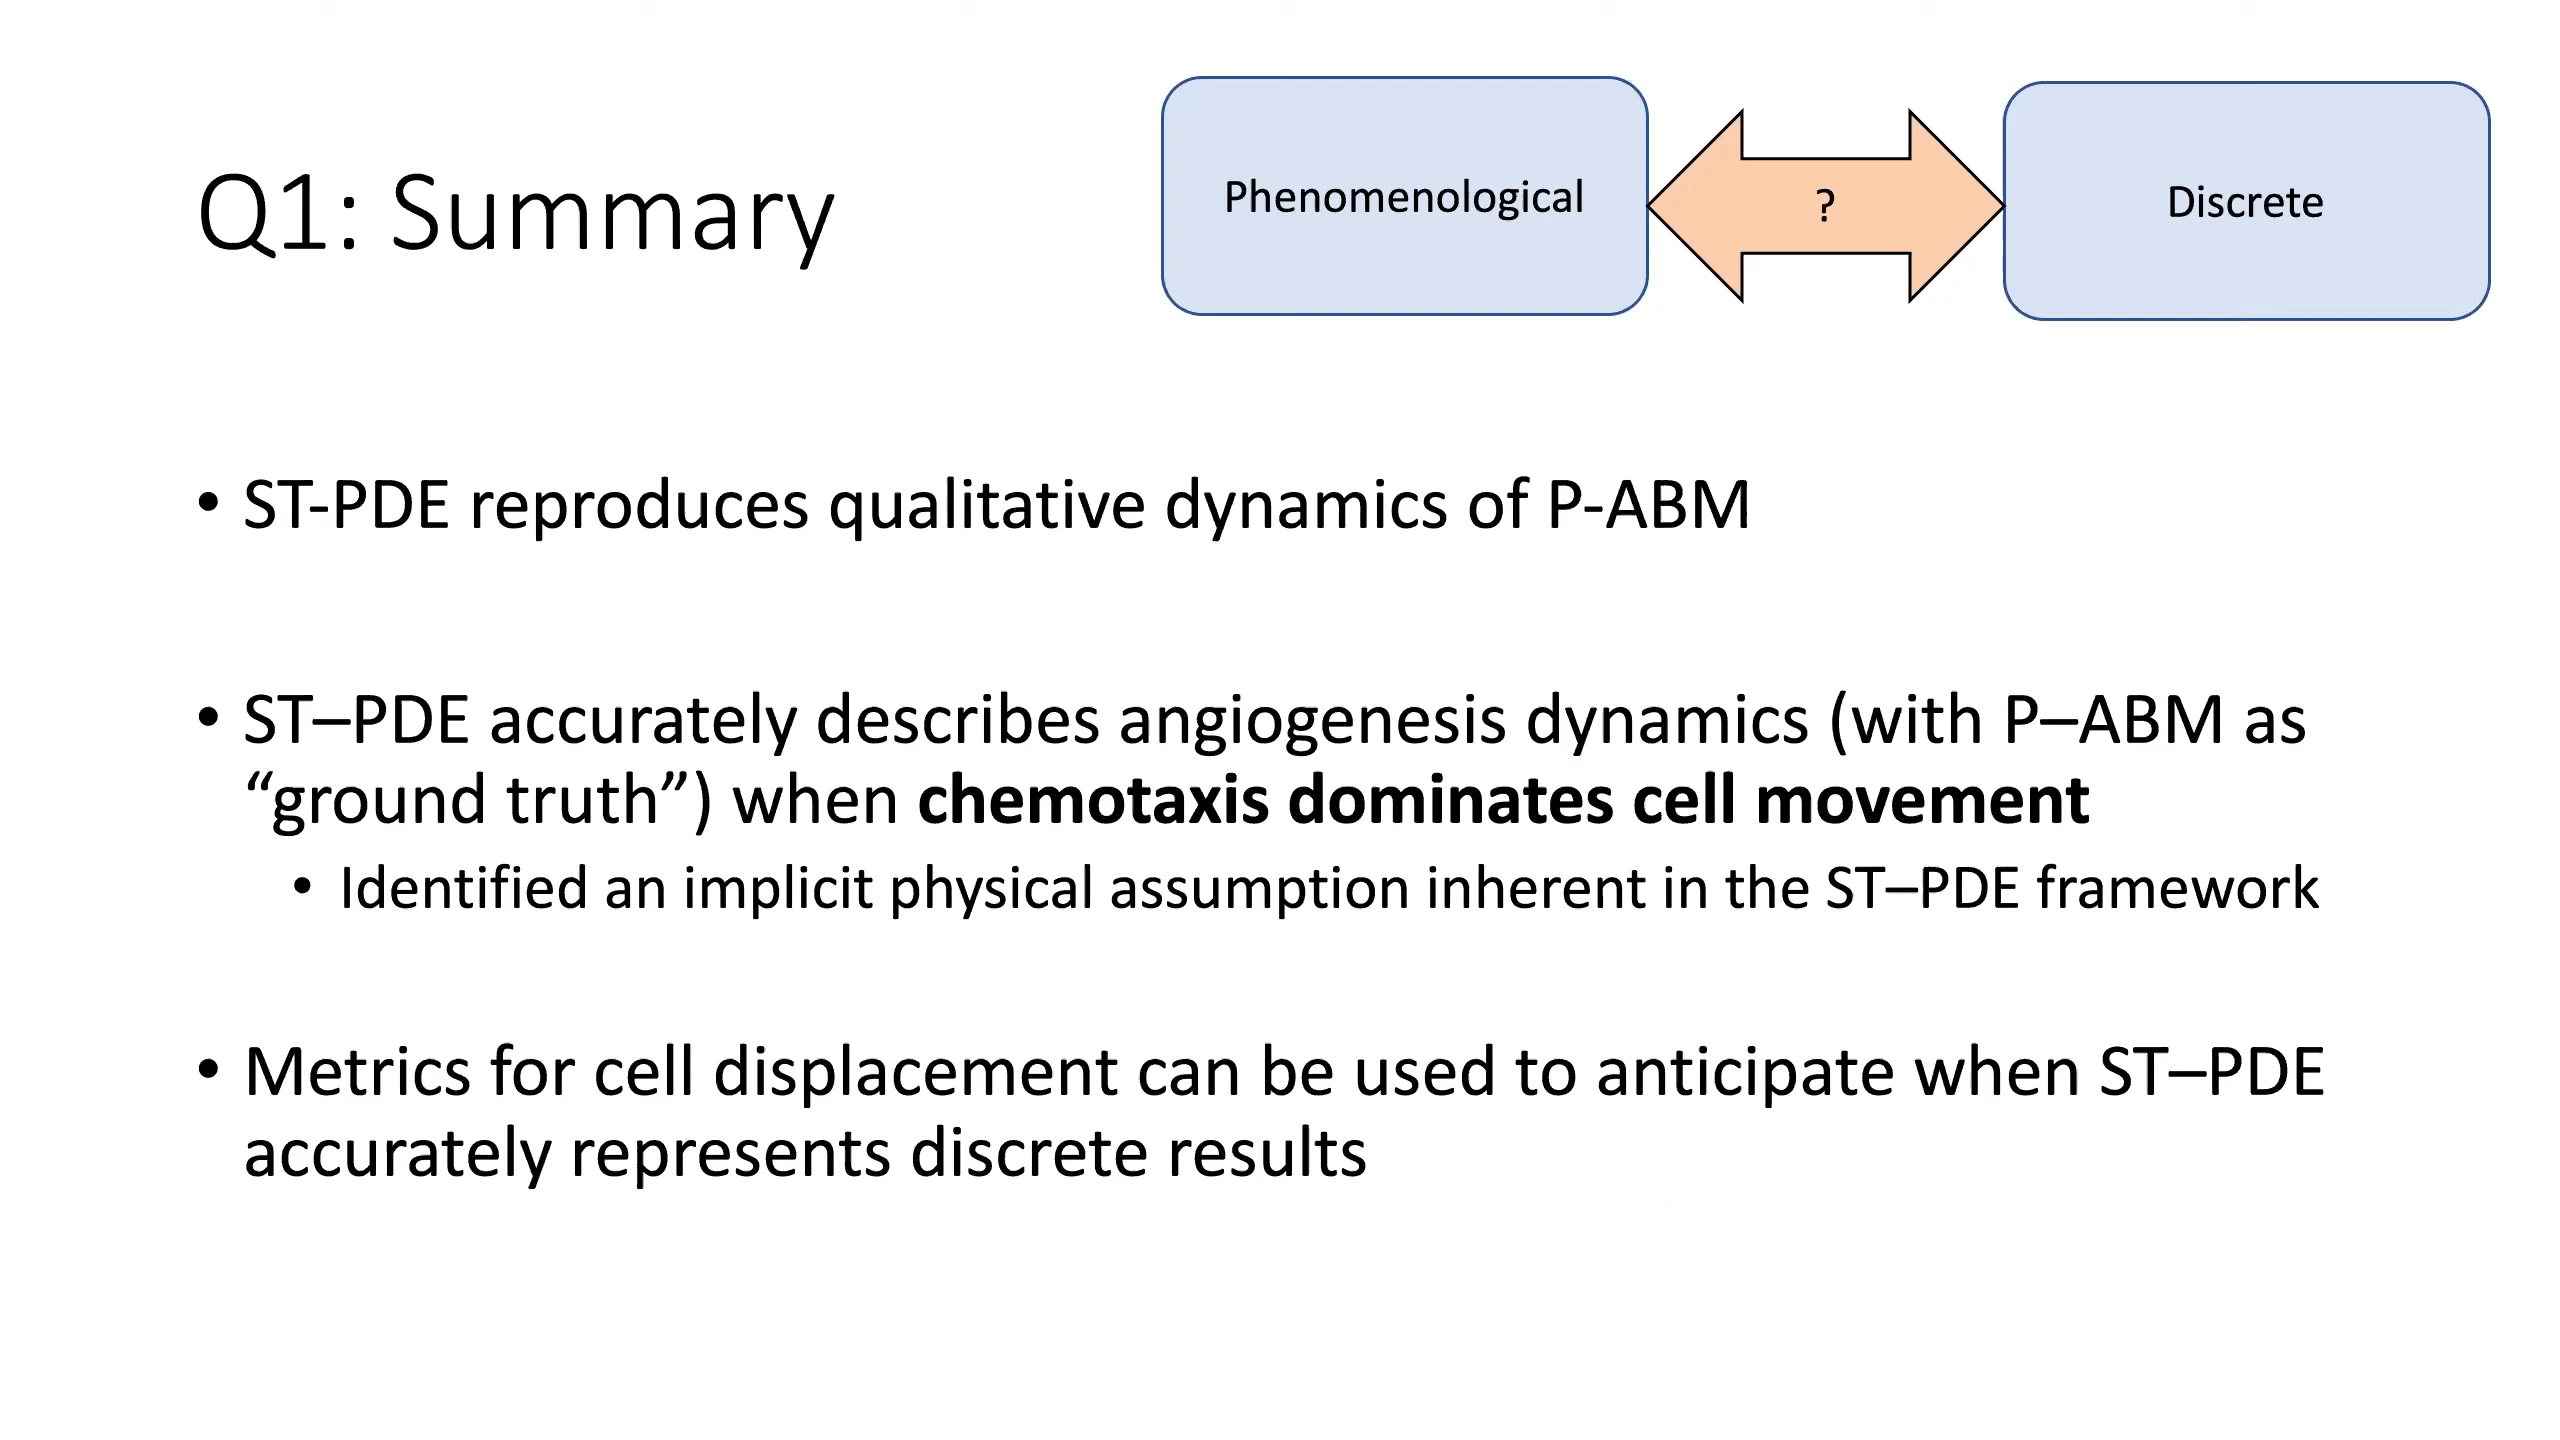 Q1: Summary
Phenomenological
?
Discrete
• ST-PDE reproduces qualitative dynamics of P-ABM
• ST–PDE accurately describes angiogenesis dynamics (with P–ABM as
“ground truth”) when chemotaxis dominates cell movement
• Identified an implicit physical assumption inherent in the ST–PDE framework
• Metrics for cell displacement can be used to anticipate when ST–PDE
accurately represents discrete results